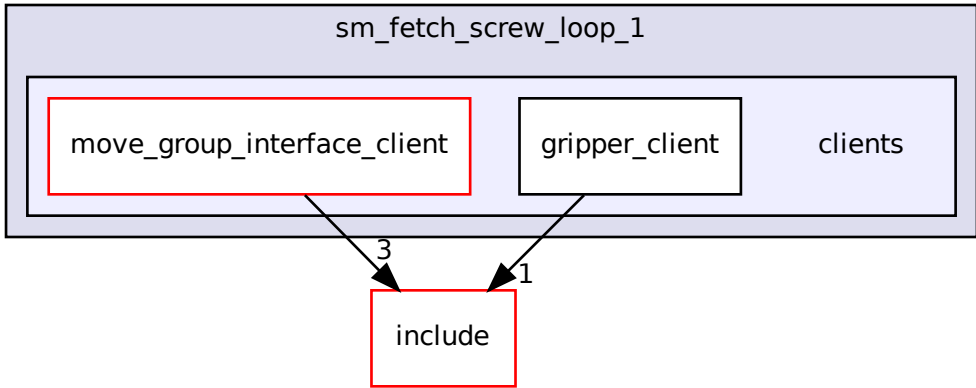 sm_fetch_screw_loop_1
move_group_interface_client
gripper_client
clients
3
1
include